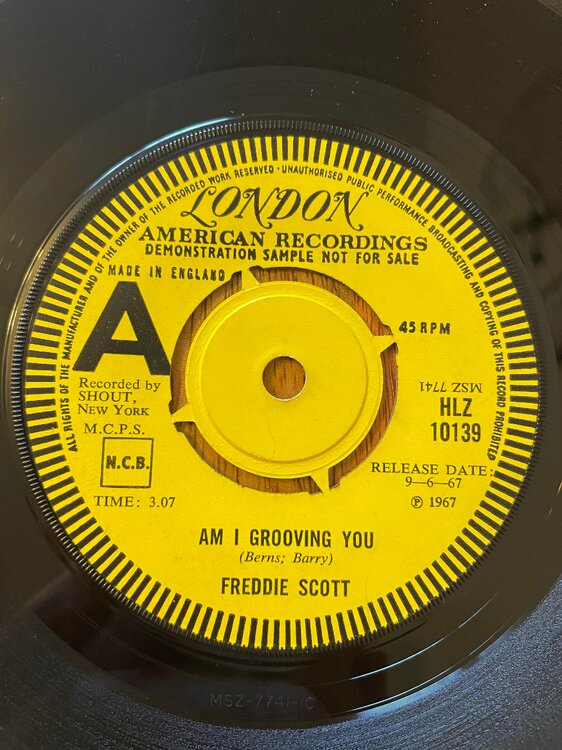 ALL RIGHTS OF THE MANUFACTURER AND OF THE OWNER OF THE RECORDED WORK RESERVED · UNAUTHORISED PUBLIC PERFORMANCE BROADCASTING AND COPYING OF THIS RECORD PROHIBITED
LONDON
AMERICAN RECORDINGS
DEMONSTRATION SAMPLE NOT FOR SALE
MADE IN ENGLAND
A
45 RPM
Recorded by
SHOUT,
NEW YORK
M.C.P.S.
N.C.B.
TIME: 3.07
MSZ 7741
HLZ
10139
RELEASE DATE:
9-6-67
℗ 1967
AM I GROOVING YOU
(Berns; Barry)
FREDDIE SCOTT
MSZ-7741-1C